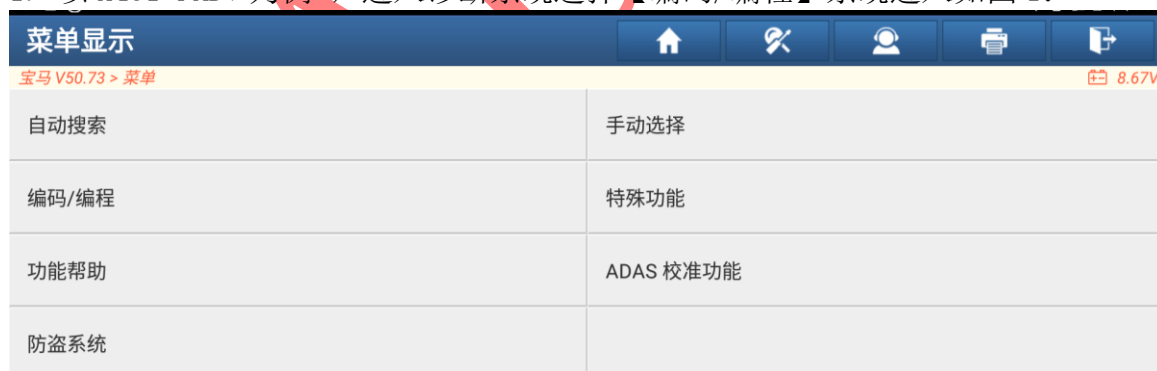 菜单显示
宝马 V50.73 > 菜单
8.67V
自动搜索
手动选择
编码/编程
特殊功能
功能帮助
ADAS 校准功能
防盗系统